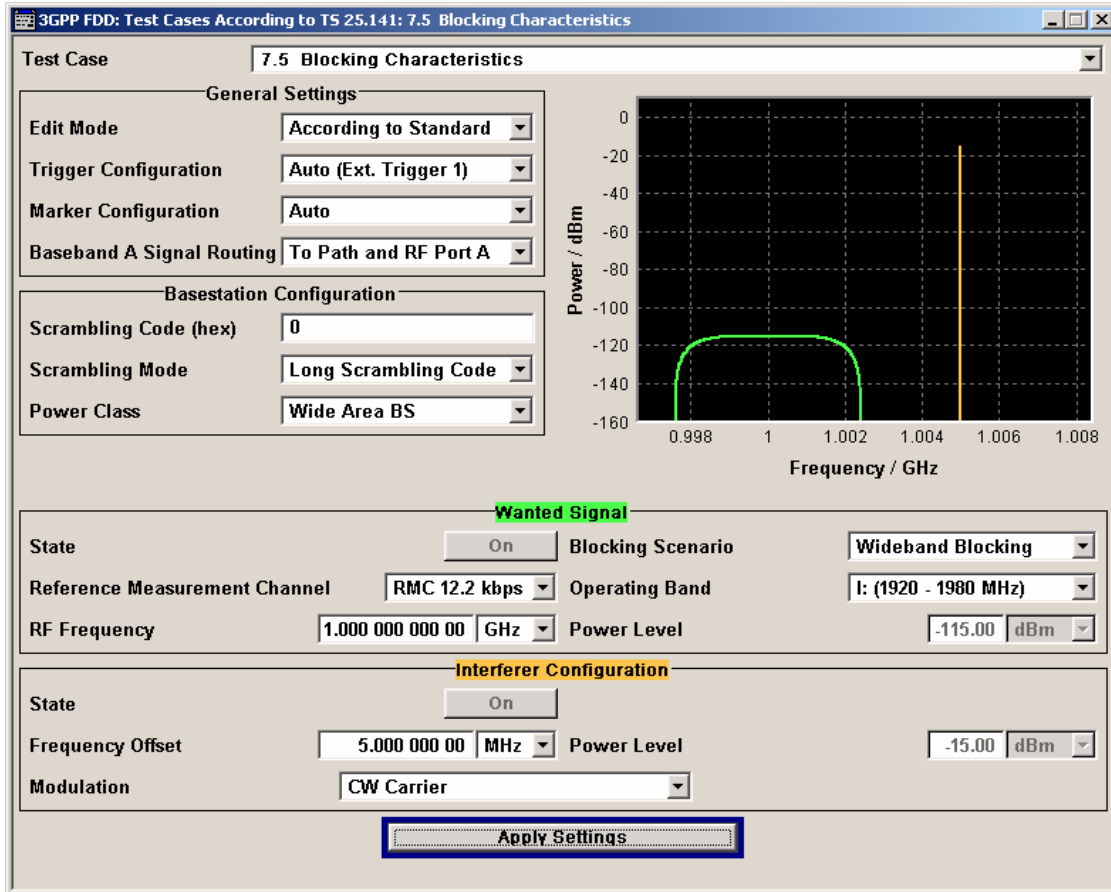 3GPP FDD: Test Cases According to TS 25.141: 7.5 Blocking Characteristics
Test Case 7.5 Blocking Characteristics
General Settings
Edit Mode According to Standard
Trigger Configuration Auto (Ext. Trigger 1)
Marker Configuration Auto
Baseband A Signal Routing To Path and RF Port A
Basestation Configuration
Scrambling Code (hex) 0
Scrambling Mode Long Scrambling Code
Power Class Wide Area BS
Power / dBm
0
-20
-40
-60
-80
-100
-120
-140
-160
0.998 1 1.002 1.004 1.006 1.008
Frequency / GHz
Wanted Signal
State On Blocking Scenario Wideband Blocking
Reference Measurement Channel RMC 12.2 kbps Operating Band I: (1920 - 1980 MHz)
RF Frequency 1.000 000 000 00 GHz Power Level -115.00 dBm
Interferer Configuration
State On
Frequency Offset 5.000 000 00 MHz Power Level -15.00 dBm
Modulation CW Carrier
Apply Settings